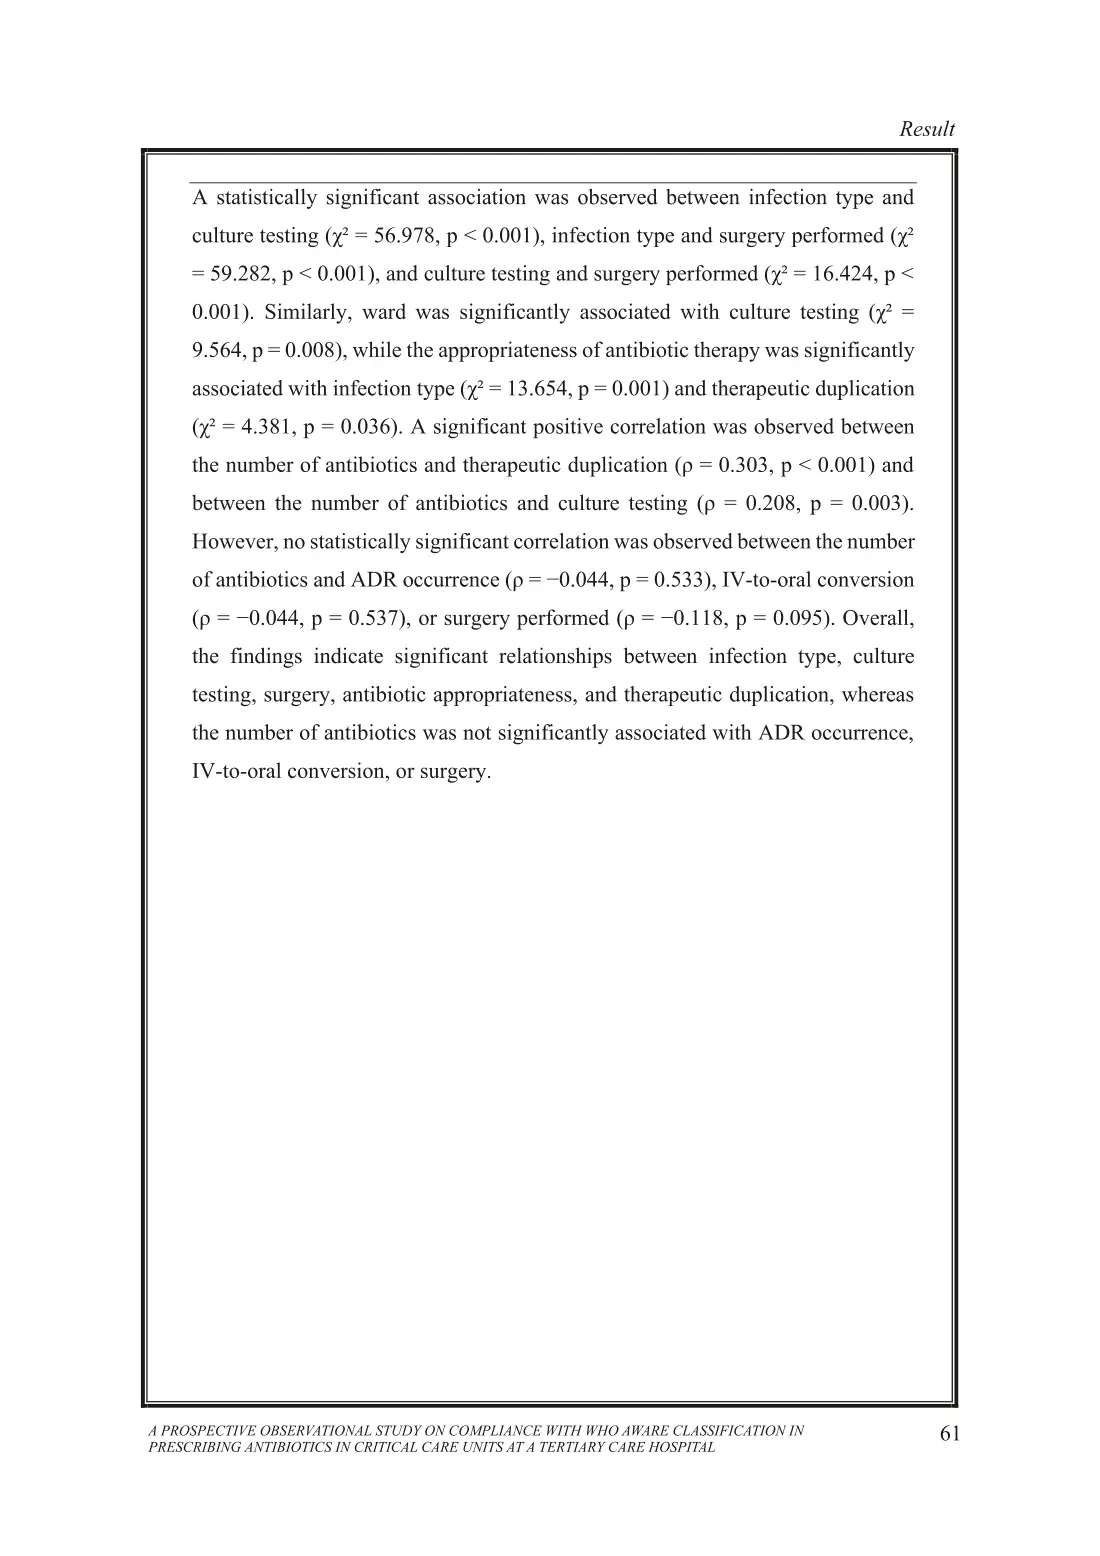 Result
A statistically significant association was observed between infection type and
culture testing (χ² = 56.978, p < 0.001), infection type and surgery performed (χ²
= 59.282, p < 0.001), and culture testing and surgery performed (χ² = 16.424, p <
0.001). Similarly, ward was significantly associated with culture testing (χ² =
9.564, p = 0.008), while the appropriateness of antibiotic therapy was significantly
associated with infection type (χ² = 13.654, p = 0.001) and therapeutic duplication
(χ² = 4.381, p = 0.036). A significant positive correlation was observed between
the number of antibiotics and therapeutic duplication (ρ = 0.303, p < 0.001) and
between the number of antibiotics and culture testing (ρ = 0.208, p = 0.003).
However, no statistically significant correlation was observed between the number
of antibiotics and ADR occurrence (ρ = −0.044, p = 0.533), IV-to-oral conversion
(ρ = −0.044, p = 0.537), or surgery performed (ρ = −0.118, p = 0.095). Overall,
the findings indicate significant relationships between infection type, culture
testing, surgery, antibiotic appropriateness, and therapeutic duplication, whereas
the number of antibiotics was not significantly associated with ADR occurrence,
IV-to-oral conversion, or surgery.
A PROSPECTIVE OBSERVATIONAL STUDY ON COMPLIANCE WITH WHO AWARE CLASSIFICATION IN
PRESCRIBING ANTIBIOTICS IN CRITICAL CARE UNITS AT A TERTIARY CARE HOSPITAL
61